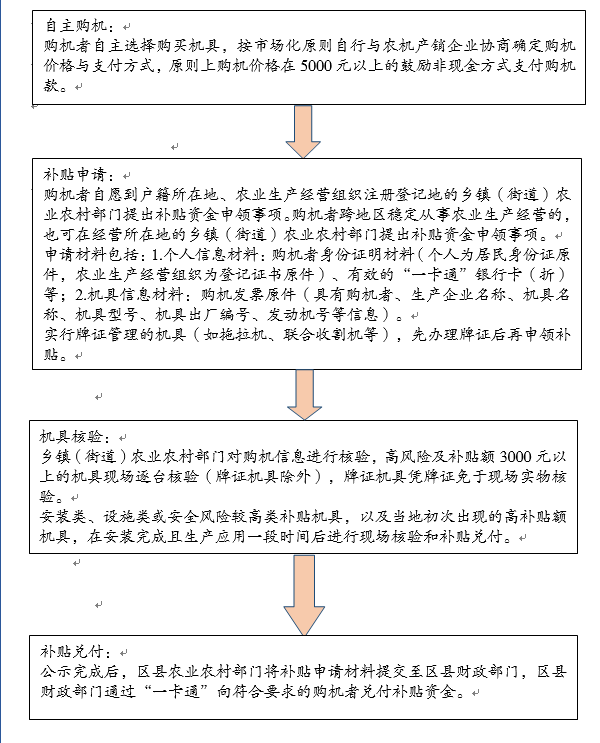 自主购机：
购机者自主选择购买机具，按市场化原则自行与农机产销企业协商确定购机
价格与支付方式，原则上购机价格在 5000 元以上的鼓励非现金方式支付购机
款。
补贴申请：
购机者自愿到户籍所在地、农业生产经营组织注册登记地的乡镇（街道）农
业农村部门提出补贴资金申领事项。购机者跨地区稳定从事农业生产经营的，
也可在经营所在地的乡镇（街道）农业农村部门提出补贴资金申领事项。
申请材料包括：1.个人信息材料：购机者身份证明材料（个人为居民身份证原
件，农业生产经营组织为登记证书原件）、有效的“一卡通”银行卡（折）
等；2.机具信息材料：购机发票原件（具有购机者、生产企业名称、机具名
称、机具型号、机具出厂编号、发动机号等信息）。
实行牌证管理的机具（如拖拉机、联合收割机等），先办理牌证后再申领补
贴。
机具核验：
乡镇（街道）农业农村部门对购机信息进行核验，高风险及补贴额 3000 元以
上的机具现场逐台核验（牌证机具除外），牌证机具凭牌证免于现场实物核
验。
安装类、设施类或安全风险较高类补贴机具，以及当地初次出现的高补贴额
机具，在安装完成且生产应用一段时间后进行现场核验和补贴兑付。
补贴兑付：
公示完成后，区县农业农村部门将补贴申请材料提交至区县财政部门，区县
财政部门通过“一卡通”向符合要求的购机者兑付补贴资金。